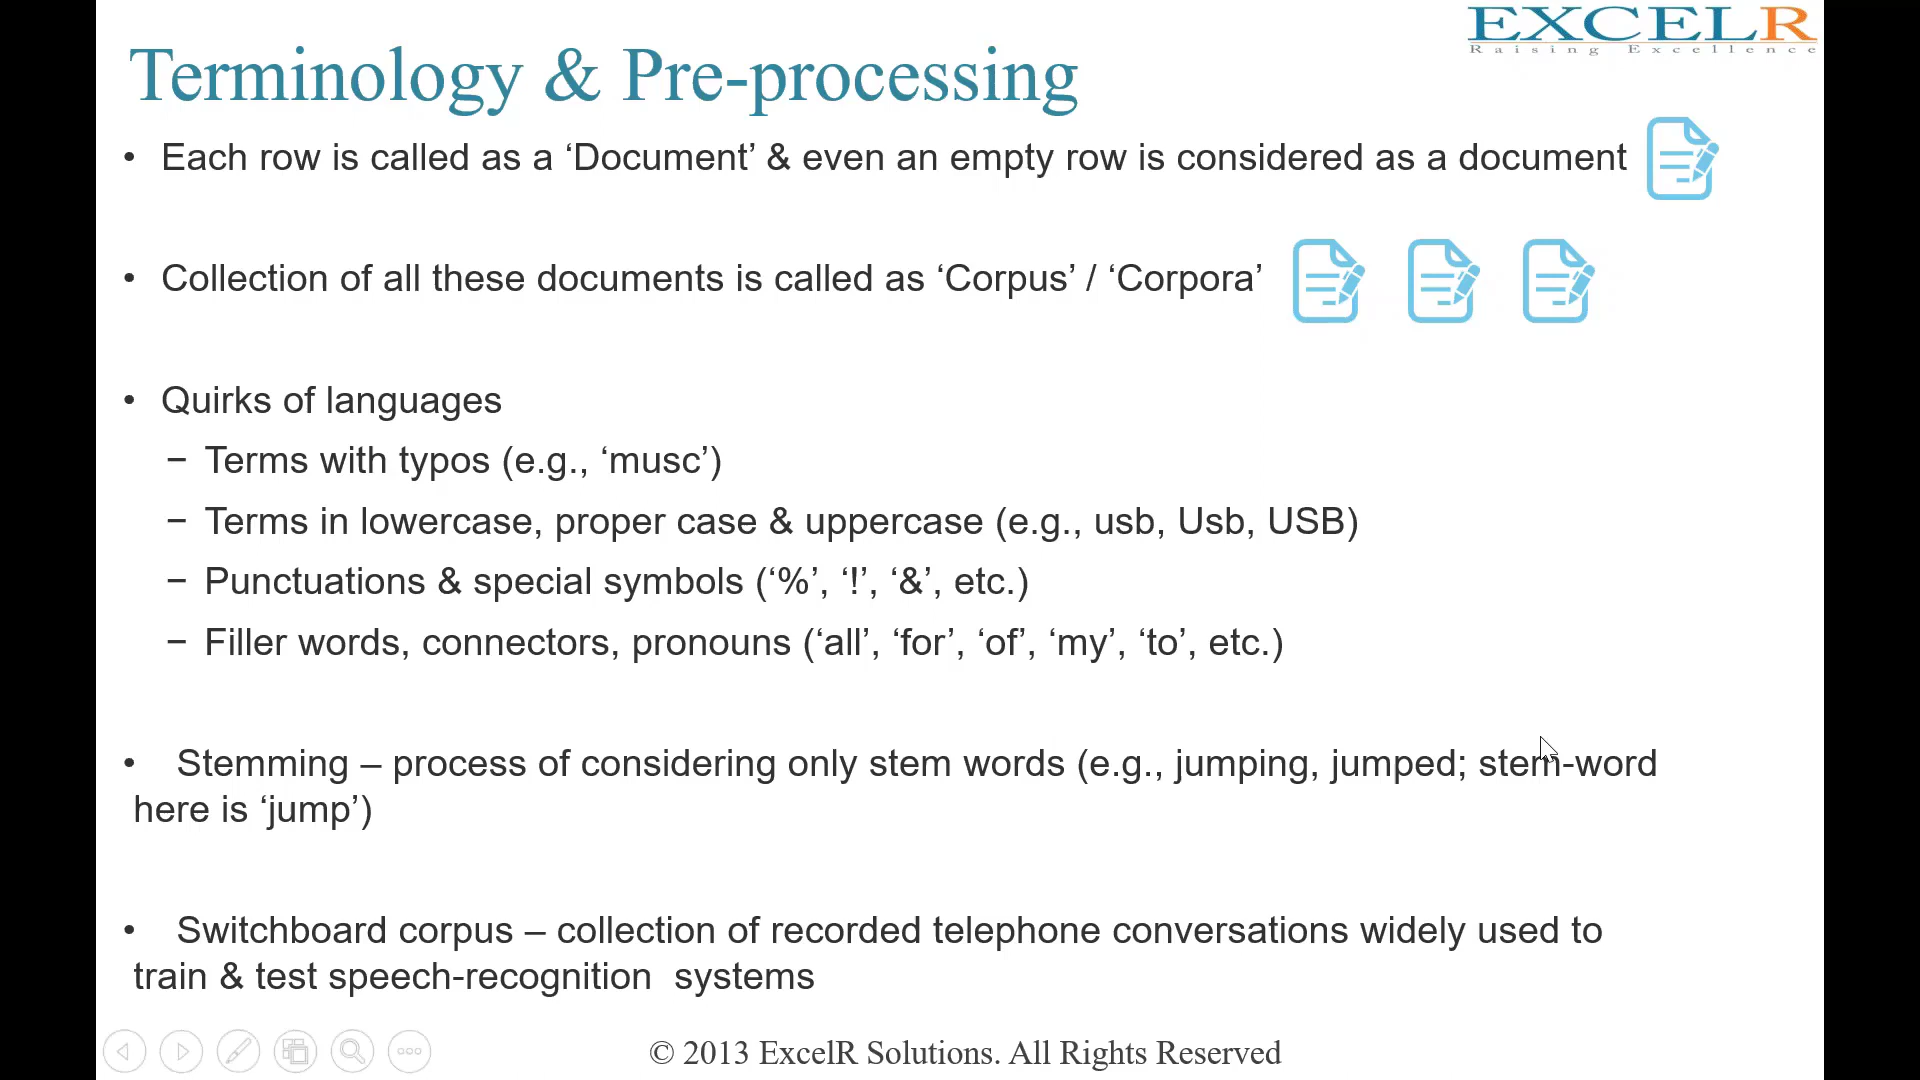 EXCELR
Raising Excellence
Terminology & Pre-processing
• Each row is called as a ‘Document’ & even an empty row is considered as a document
• Collection of all these documents is called as ‘Corpus’ / ‘Corpora’
• Quirks of languages
− Terms with typos (e.g., ‘musc’)
− Terms in lowercase, proper case & uppercase (e.g., usb, Usb, USB)
− Punctuations & special symbols (‘%’, ‘!’, ‘&’, etc.)
− Filler words, connectors, pronouns (‘all’, ‘for’, ‘of’, ‘my’, ‘to’, etc.)
• Stemming – process of considering only stem words (e.g., jumping, jumped; stem-word
here is ‘jump’)
• Switchboard corpus – collection of recorded telephone conversations widely used to
train & test speech-recognition systems
© 2013 ExcelR Solutions. All Rights Reserved